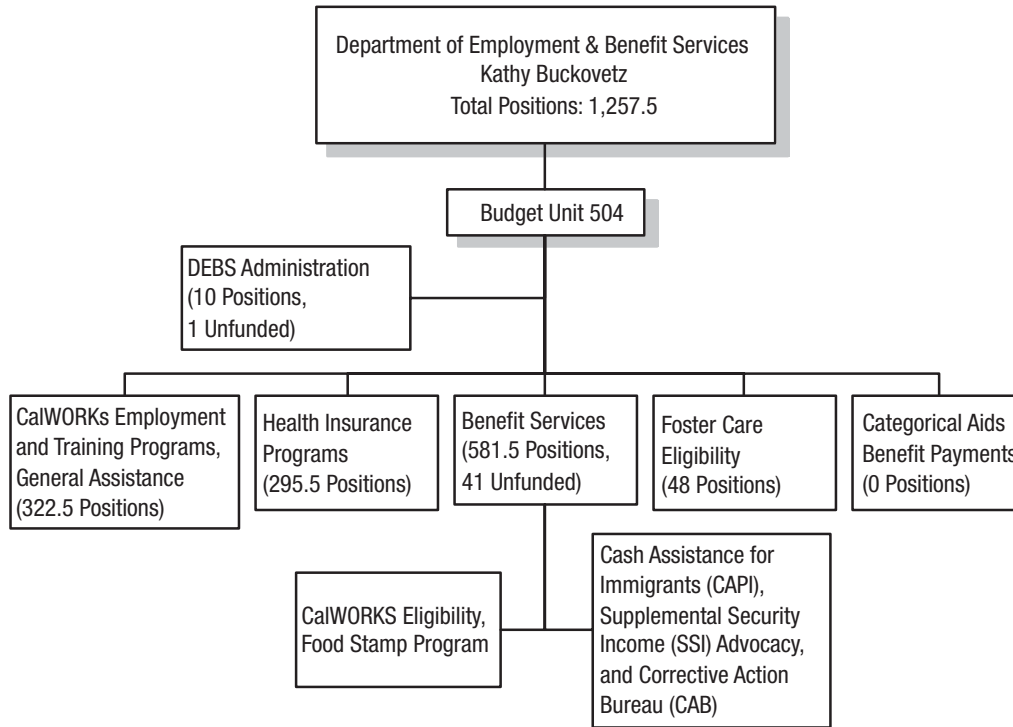 Department of Employment & Benefit Services
Kathy Buckovetz
Total Positions: 1,257.5
Budget Unit 504
DEBS Administration
(10 Positions,
1 Unfunded)
CalWORKs Employment
and Training Programs,
General Assistance
(322.5 Positions)
Health Insurance
Programs
(295.5 Positions)
Benefit Services
(581.5 Positions,
41 Unfunded)
Foster Care
Eligibility
(48 Positions)
Categorical Aids
Benefit Payments
(0 Positions)
CalWORKS Eligibility,
Food Stamp Program
Cash Assistance for
Immigrants (CAPI),
Supplemental Security
Income (SSI) Advocacy,
and Corrective Action
Bureau (CAB)